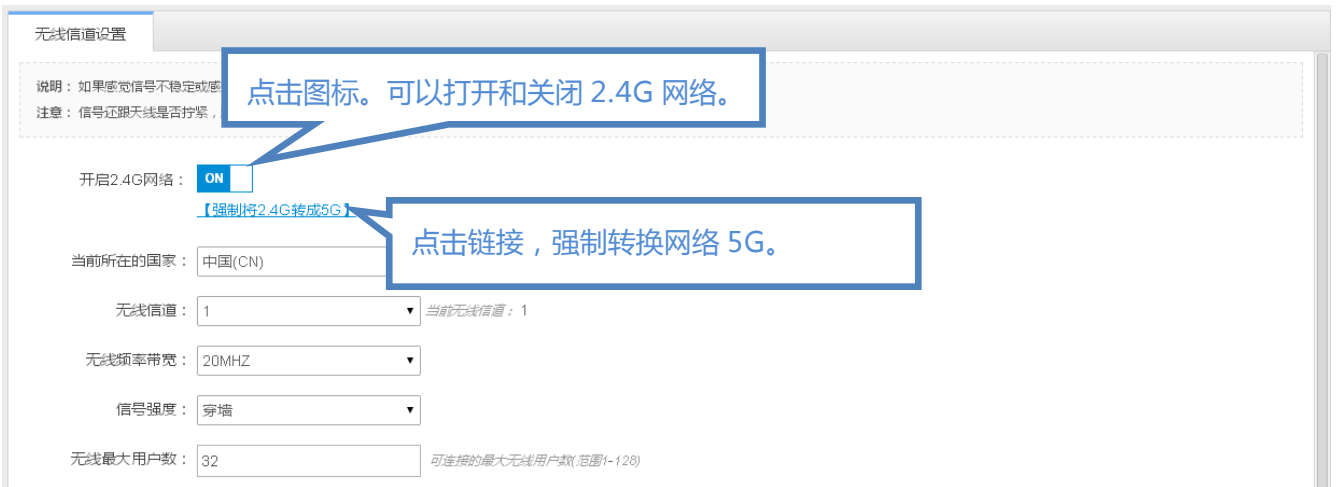 无线信道设置
说明：如果感觉信号不稳定或感
注意：信号还跟天线是否拧紧，
点击图标。可以打开和关闭 2.4G 网络。
开启2.4G网络： ON
【强制将2.4G转成5G】
点击链接，强制转换网络 5G。
当前所在的国家： 中国(CN)
无线信道： 1 当前无线信道： 1
无线频率带宽： 20MHZ
信号强度： 穿墙
无线最大用户数： 32 可连接的最大无线用户数(范围1-128)